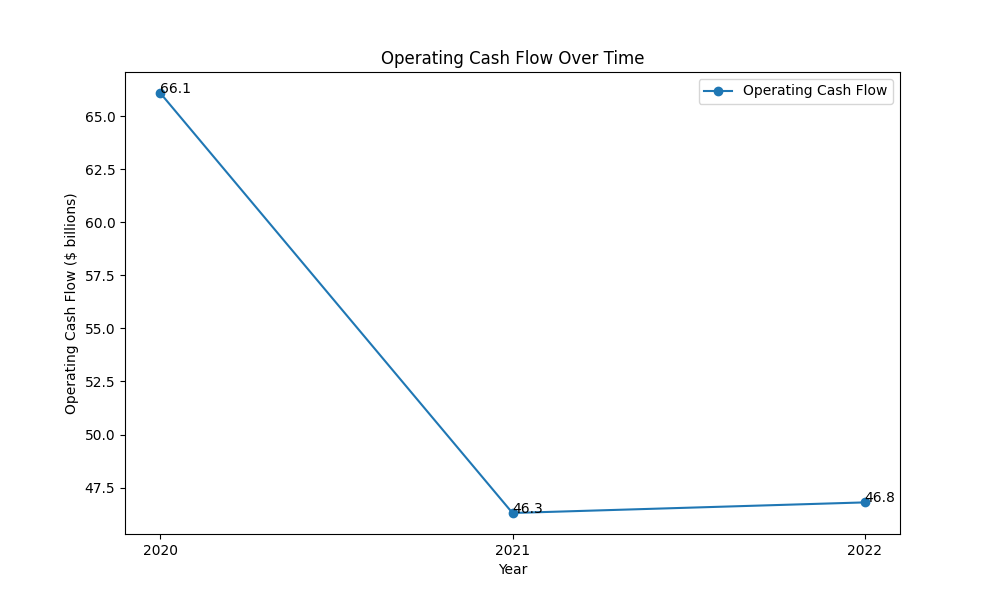 Operating Cash Flow Over Time
Operating Cash Flow
66.1
46.3
46.8
65.0
62.5
60.0
57.5
55.0
52.5
50.0
47.5
Operating Cash Flow ($ billions)
2020 2021 2022
Year